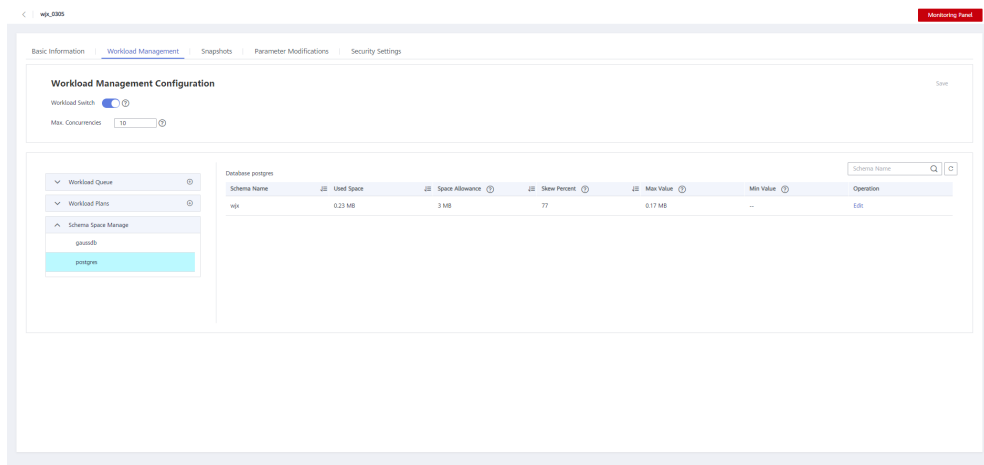 wjx_0305
Monitoring Panel
Basic Information
Workload Management
Snapshots
Parameter Modifications
Security Settings
Workload Management Configuration
Save
Workload Switch
Max. Concurrencies 10
Schema Name
Database postgres
Workload Queue
Workload Plans
Schema Space Manage
gaussdb
postgres
Schema Name Used Space Space Allowance Skew Percent Max Value Min Value Operation
wjx 0.23 MB 3 MB 77 0.17 MB -- Edit